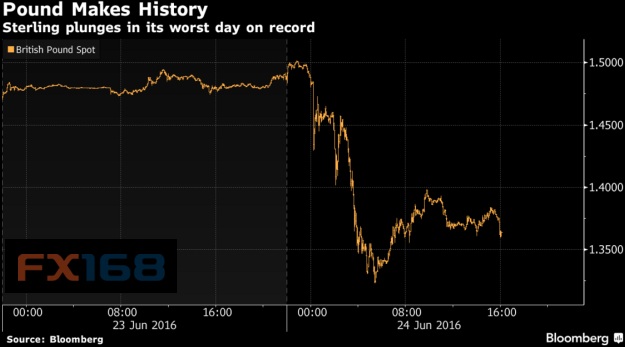 Pound Makes History
Sterling plunges in its worst day on record
British Pound Spot
1.5000
1.4500
1.4000
1.3500
FX168
00:00 08:00 16:00 00:00 08:00 16:00
23 Jun 2016 24 Jun 2016
Source: Bloomberg Bloomberg